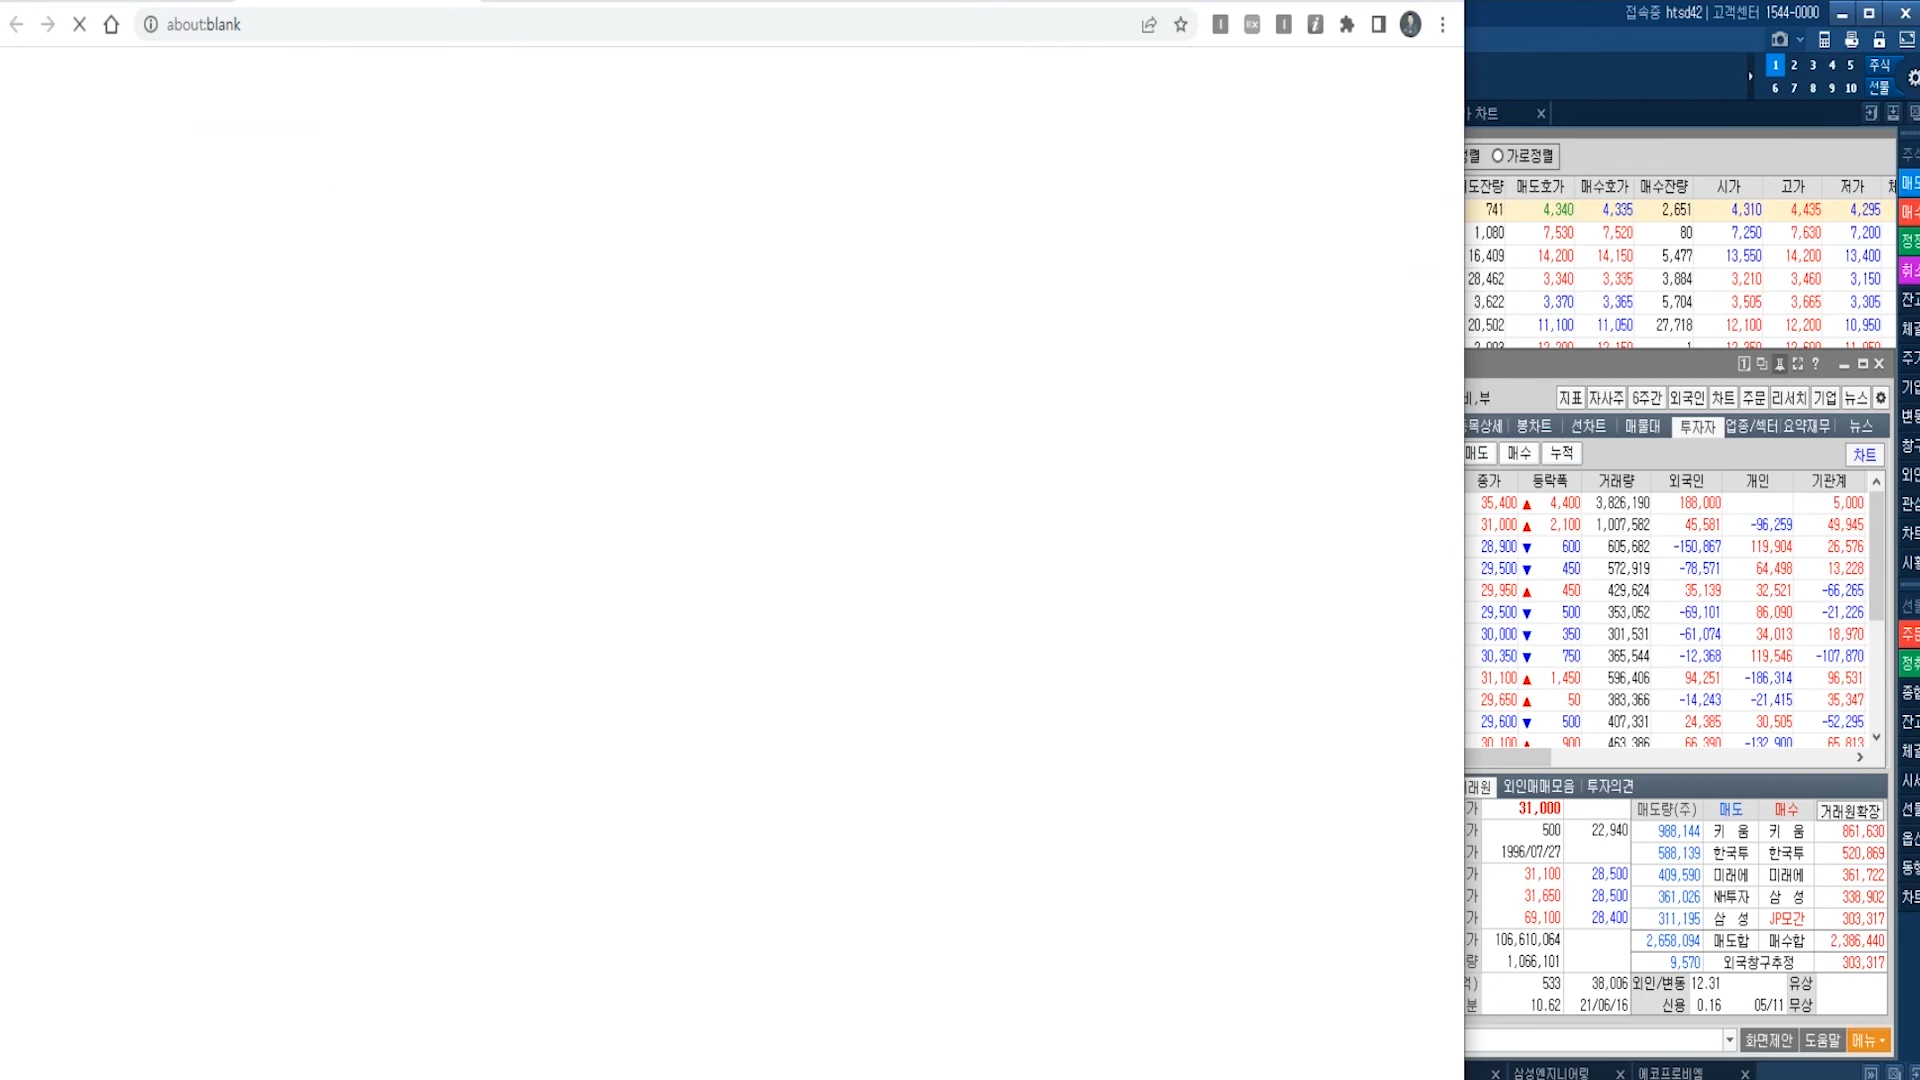 about:blank
접속중 htsd42 | 고객센터 1544-0000
1 2 3 4 5 주식
6 7 8 9 10 선물
차트
가로정렬
매도호가 매수호가 매수잔량 시가 고가 저가
741 4,340 4,335 2,651 4,310 4,435 4,295
1,080 7,530 7,520 80 7,250 7,630 7,200
16,409 14,200 14,150 5,477 13,550 14,200 13,400
28,462 3,340 3,335 3,884 3,210 3,460 3,150
3,622 3,370 3,365 5,704 3,505 3,665 3,305
20,502 11,100 11,050 27,718 12,100 12,200 10,950
지표 자사주 6주간 외국인 차트 주문 리서치 기업 뉴스
봉차트 선차트 매물대 투자자 업종/섹터 요약재무 뉴스
매도 매수 누적 차트
종가 등락폭 거래량 외국인 개인 기관계
35,400 ▲ 4,400 3,826,190 188,000 5,000
31,000 ▲ 2,100 1,007,582 45,581 -96,259 49,945
28,900 ▼ 600 605,682 -150,867 119,904 26,576
29,500 ▼ 450 572,919 -78,571 64,498 13,228
29,950 ▲ 450 429,624 35,139 32,521 -66,265
29,500 ▼ 500 353,052 -69,101 86,090 -21,226
30,000 ▼ 350 301,531 -61,074 34,013 18,970
30,350 ▼ 750 365,544 -12,368 119,546 -107,870
31,100 ▲ 1,450 596,406 94,251 -186,314 96,531
29,650 ▲ 50 383,366 -14,243 -21,415 35,347
29,600 ▼ 500 407,331 24,385 30,505 -52,295
30,100 ▲ 900 463,386 66,390 -132,900 65,813
외인매매모음 투자의견
31,000 매도량(주) 매도 매수 거래원확장
500 22,940 988,144 키 움 키 움 861,630
1996/07/27 588,139 한국투 한국투 520,869
31,100 28,500 409,590 미래에 미래에 361,722
31,650 28,500 361,026 NH투자 삼 성 338,902
69,100 28,400 311,195 삼 성 JP모간 303,317
106,610,064 2,658,094 매도합 매수합 2,386,440
1,066,101 9,570 외국창구추정 303,317
533 38,006 외인/변동 12.31 유상
10.62 21/06/16 신용 0.16 05/11 무상
화면제안 도움말 메뉴
삼성엔지니어링 에코프로비엠